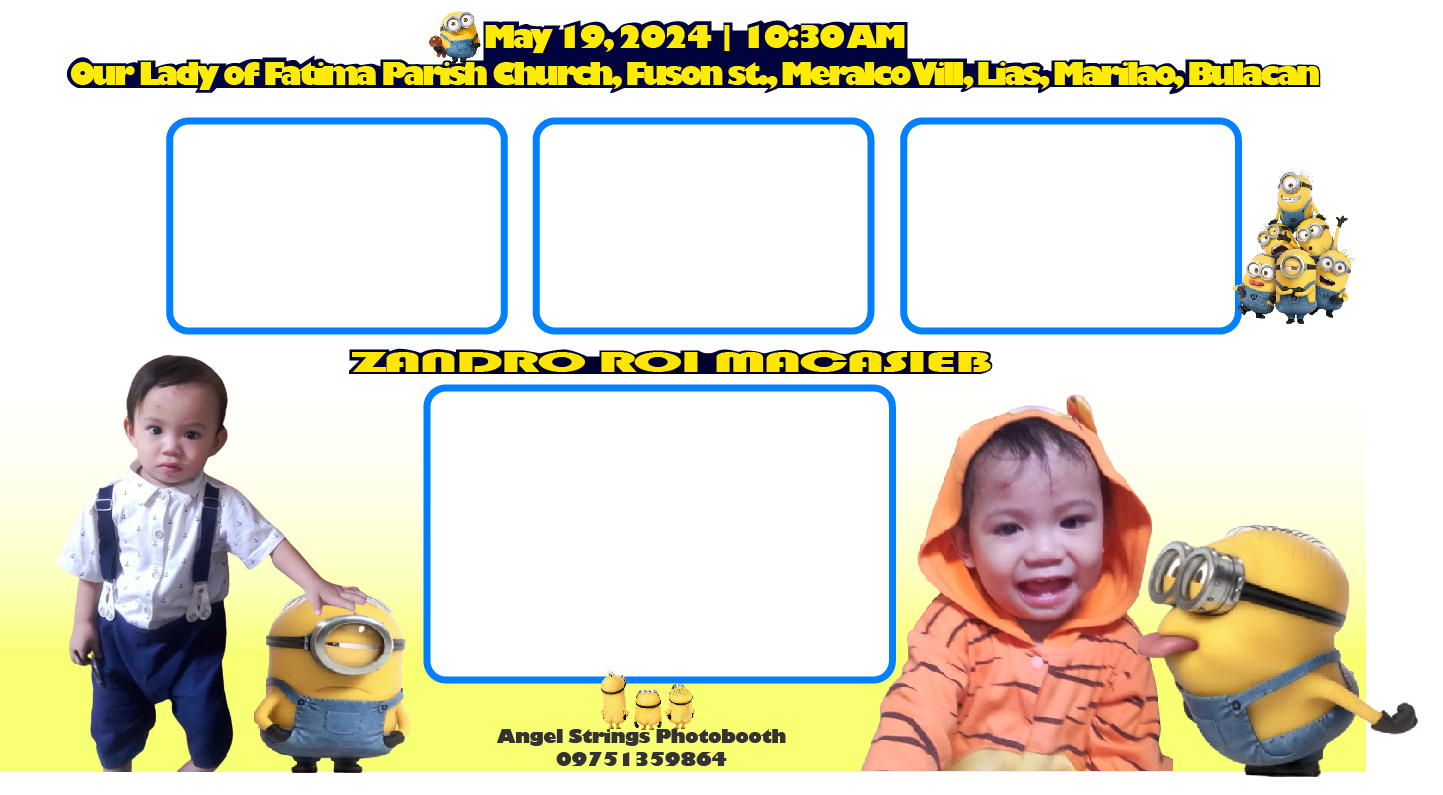 May 19, 2024 | 10:30 AM
Our Lady of Fatima Parish Church, Fuson st., Meralco Vill, Lias, Marilao, Bulacan
ZANDRO ROI MACASIEB
Angel Strings Photobooth
09751359864